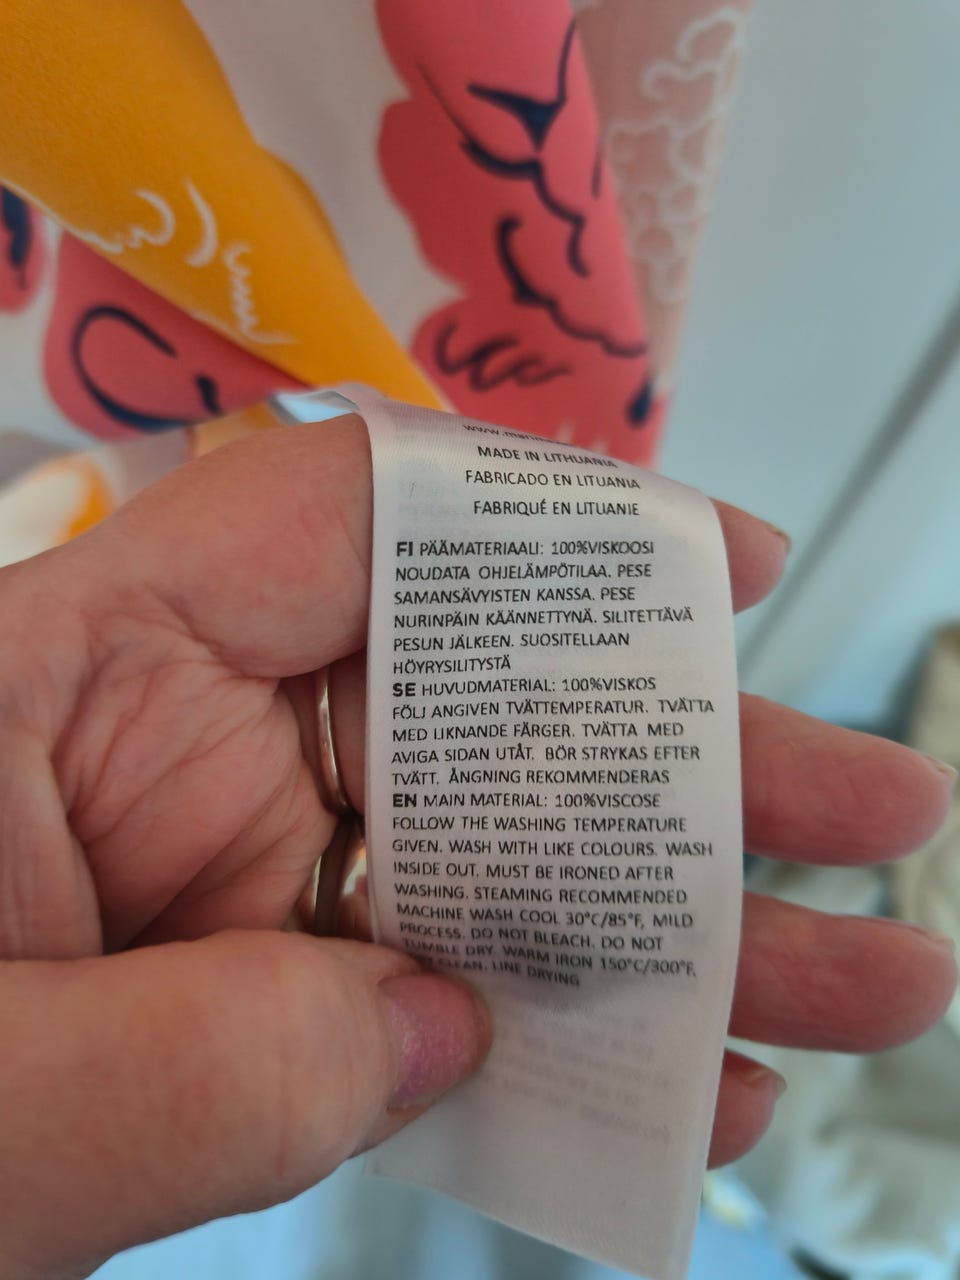 MADE IN LITHUANIA
FABRICADO EN LITUANIA
FABRIQUÉ EN LITUANIE
FI PÄÄMATERIAALI: 100%VISKOOSI
NOUDATA OHJELÄMPÖTILAA. PESE
SAMANSÄVYISTEN KANSSA. PESE
NURINPÄIN KÄÄNNETTYNÄ. SILITETTÄVÄ
PESUN JÄLKEEN. SUOSITELLAAN
HÖYRYSILITYSTÄ
SE HUVUDMATERIAL: 100%VISKOS
FÖLJ ANGIVEN TVÄTTEMPERATUR. TVÄTTA
MED LIKNANDE FÄRGER. TVÄTTA MED
AVIGA SIDAN UTÅT. BÖR STRYKAS EFTER
TVÄTT. ÅNGNING REKOMMENDERAS
EN MAIN MATERIAL: 100%VISCOSE
FOLLOW THE WASHING TEMPERATURE
GIVEN. WASH WITH LIKE COLOURS. WASH
INSIDE OUT. MUST BE IRONED AFTER
WASHING. STEAMING RECOMMENDED
MACHINE WASH COOL 30°C/85°F, MILD
PROCESS. DO NOT BLEACH. DO NOT
TUMBLE DRY. WARM IRON 150°C/300°F.
CLEAN. LINE DRYING